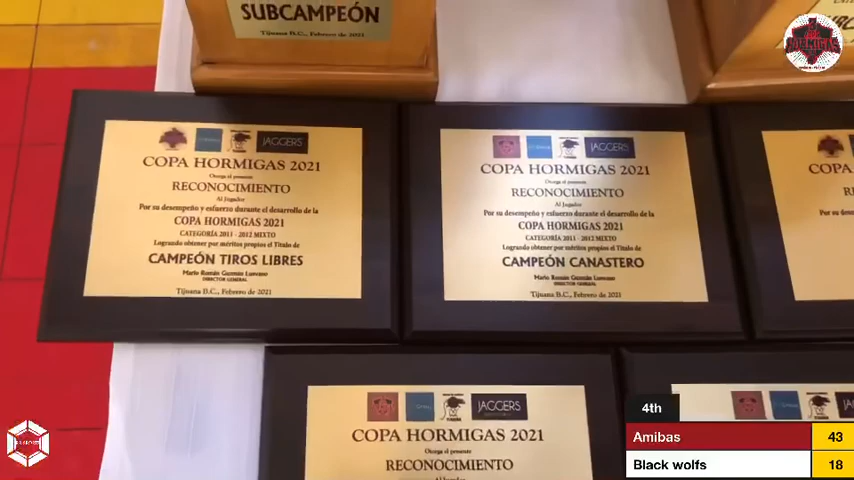 SUBCAMPEÓN
Tijuana B.C., Febrero de 2021
HORMIGAS
JAGGERS
COPA HORMIGAS 2021
Otorga el presente
RECONOCIMIENTO
Al Jugador
Por su desempeño y esfuerzo durante el desarrollo de la
COPA HORMIGAS 2021
CATEGORÍA 2011 - 2012 MIXTO
Logrando obtener por méritos propios el Titulo de
CAMPEÓN TIROS LIBRES
Mario Román Guzmán
DIRECTOR GENERAL
Tijuana B.C., Febrero de 2021
JAGGERS
COPA HORMIGAS 2021
Otorga el presente
RECONOCIMIENTO
Al Jugador
Por su desempeño y esfuerzo durante el desarrollo de la
COPA HORMIGAS 2021
CATEGORÍA 2011 - 2012 MIXTO
Logrando obtener por méritos propios el Titulo de
CAMPEÓN CANASTERO
Mario Román Guzmán
DIRECTOR GENERAL
Tijuana B.C., Febrero de 2021
COPA
JAGGERS
COPA HORMIGAS 2021
Otorga el presente
RECONOCIMIENTO
4th
Amibas 43
Black wolfs 18